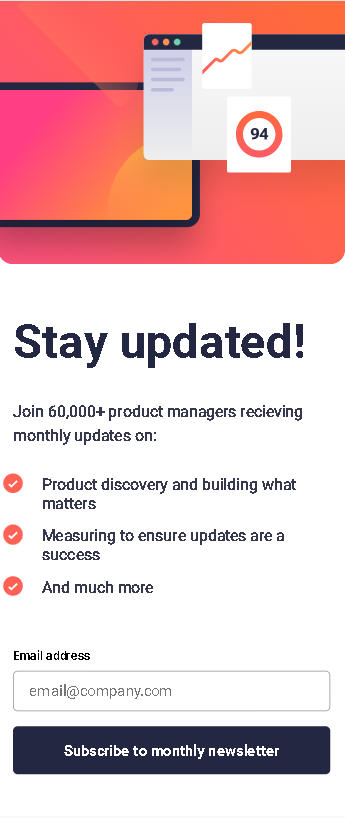 94
Stay updated!
Join 60,000+ product managers recieving
monthly updates on:
Product discovery and building what
matters
Measuring to ensure updates are a
success
And much more
Email address
email@company.com
Subscribe to monthly newsletter